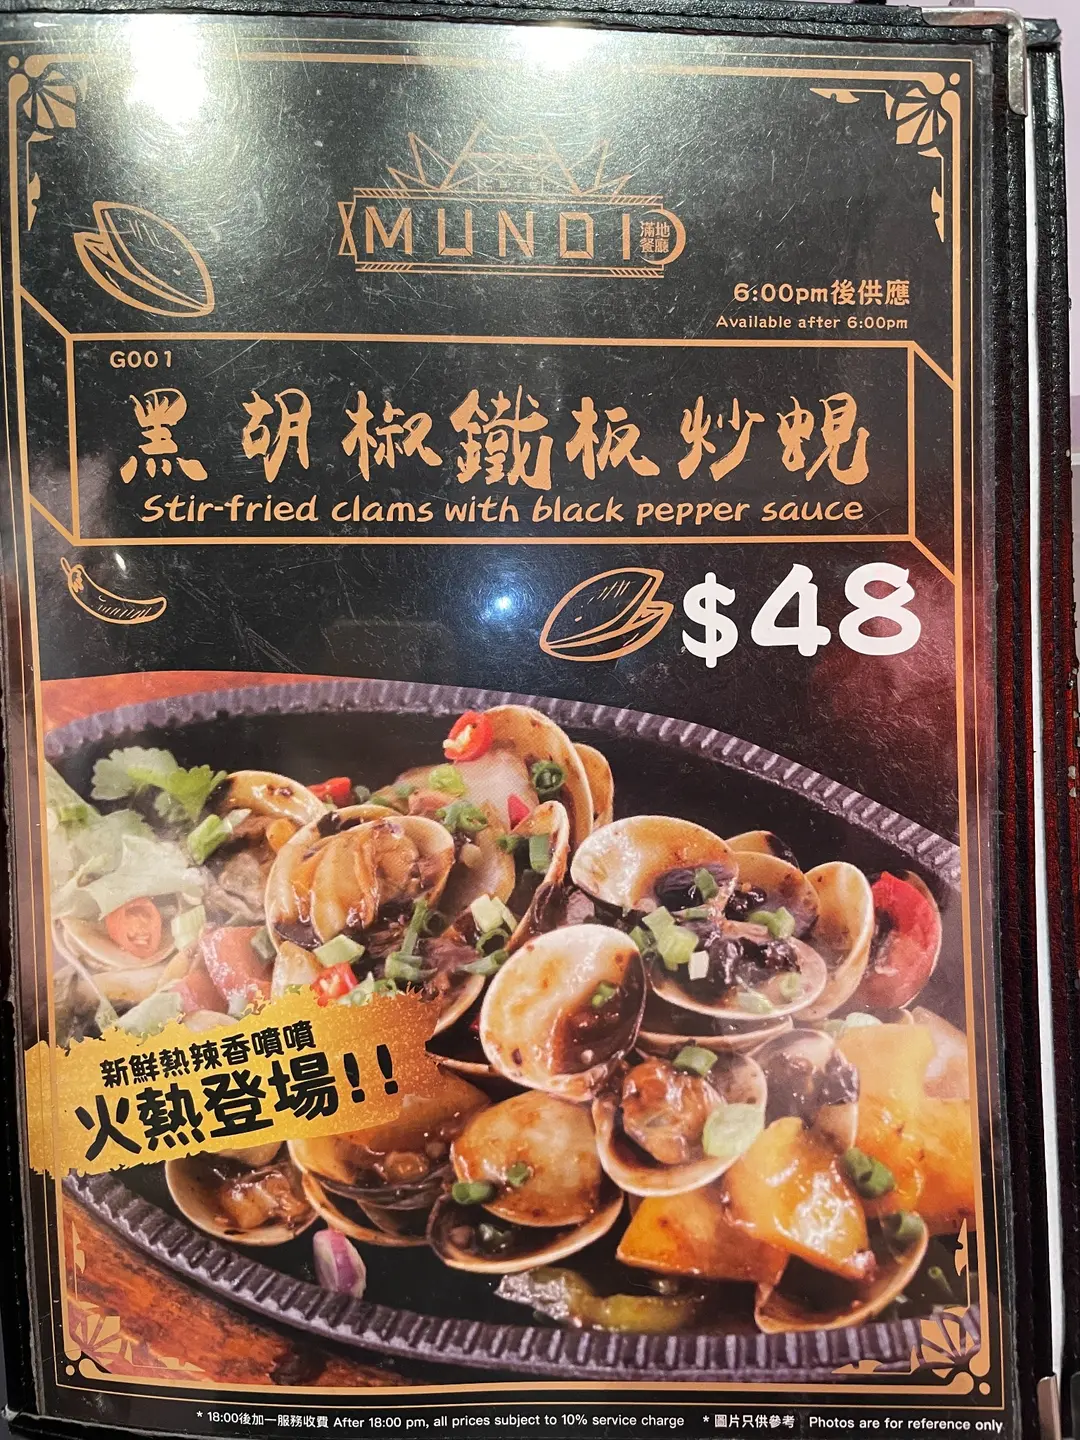 MUNDI 滿地餐廳
6:00pm後供應
Available after 6:00pm
G001
黑胡椒鐵板炒蜆
Stir-fried clams with black pepper sauce
$48
新鮮熱辣香噴噴
火熱登場!!
* 18:00後加一服務收費 After 18:00 pm, all prices subject to 10% service charge * 圖片只供參考 Photos are for reference only